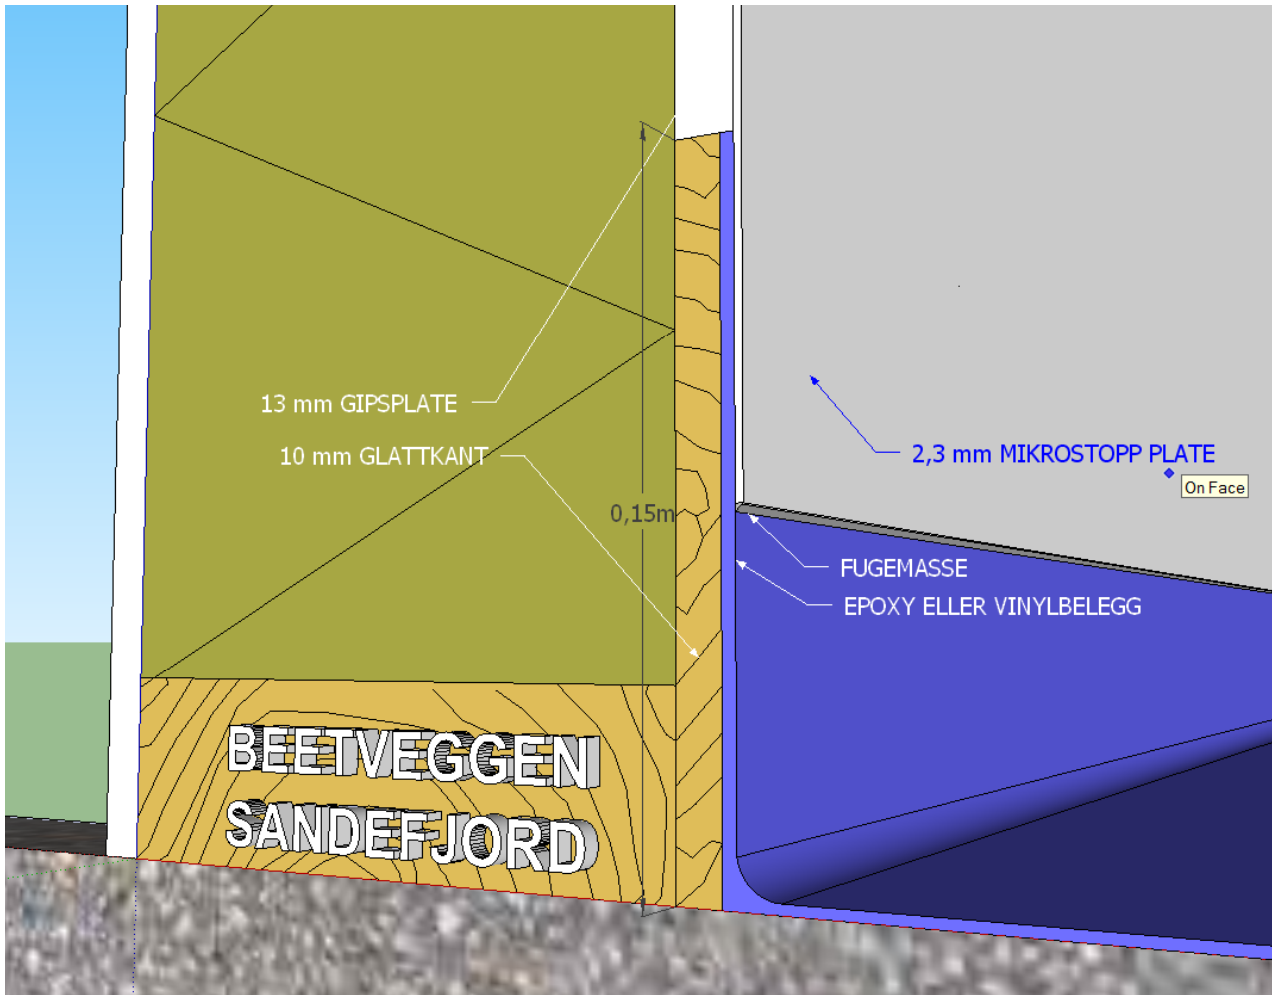 13 mm GIPSPLATE
10 mm GLATTKANT
0,15m
2,3 mm MIKROSTOPP PLATE
On Face
FUGEMASSE
EPOXY ELLER VINYLBELEGG
BEETVEGGEN
SANDEFJORD